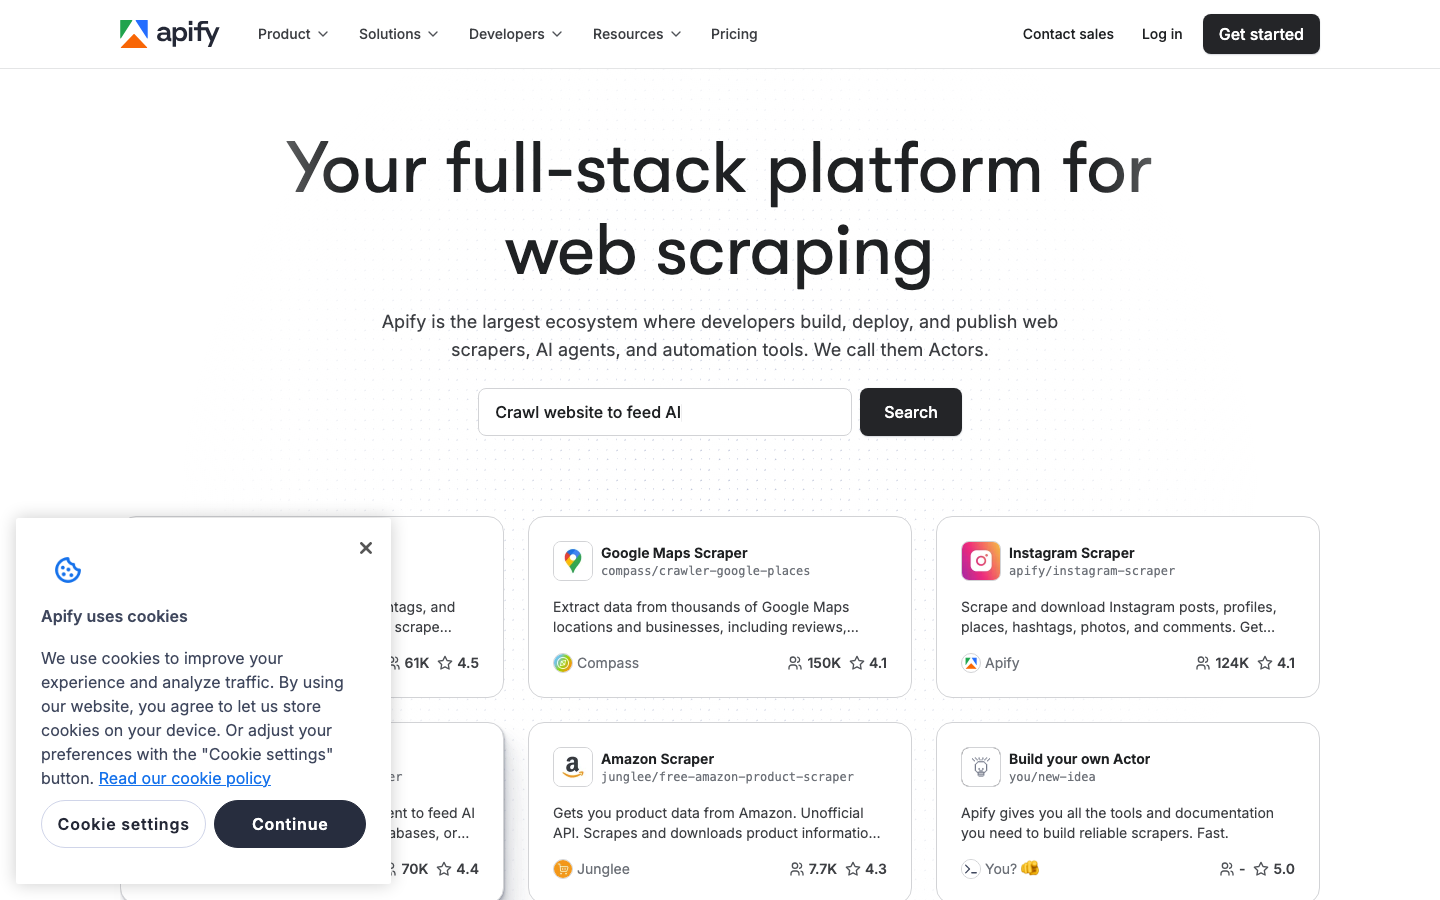 apify
Product
Solutions
Developers
Resources
Pricing
Contact sales
Log in
Get started
Your full-stack platform for
web scraping
Apify is the largest ecosystem where developers build, deploy, and publish web
scrapers, AI agents, and automation tools. We call them Actors.
Crawl website to feed AI
Search
ntags, and
scrape...
61K 4.5
Google Maps Scraper
compass/crawler-google-places
Extract data from thousands of Google Maps
locations and businesses, including reviews,...
Compass
150K 4.1
Instagram Scraper
apify/instagram-scraper
Scrape and download Instagram posts, profiles,
places, hashtags, photos, and comments. Get...
Apify
124K 4.1
er
ent to feed AI
abases, or...
70K 4.4
Amazon Scraper
junglee/free-amazon-product-scraper
Gets you product data from Amazon. Unofficial
API. Scrapes and downloads product informatio...
Junglee
7.7K 4.3
Build your own Actor
you/new-idea
Apify gives you all the tools and documentation
you need to build reliable scrapers. Fast.
You?
- 5.0
Apify uses cookies
We use cookies to improve your
experience and analyze traffic. By using
our website, you agree to let us store
cookies on your device. Or adjust your
preferences with the "Cookie settings"
button. Read our cookie policy
Cookie settings
Continue